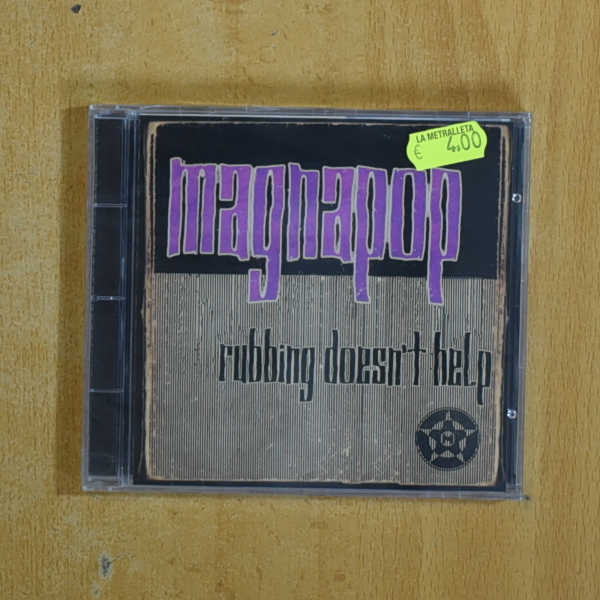 LA METRALLETA
€ 4.00
magnapop
rubbing doesn't help